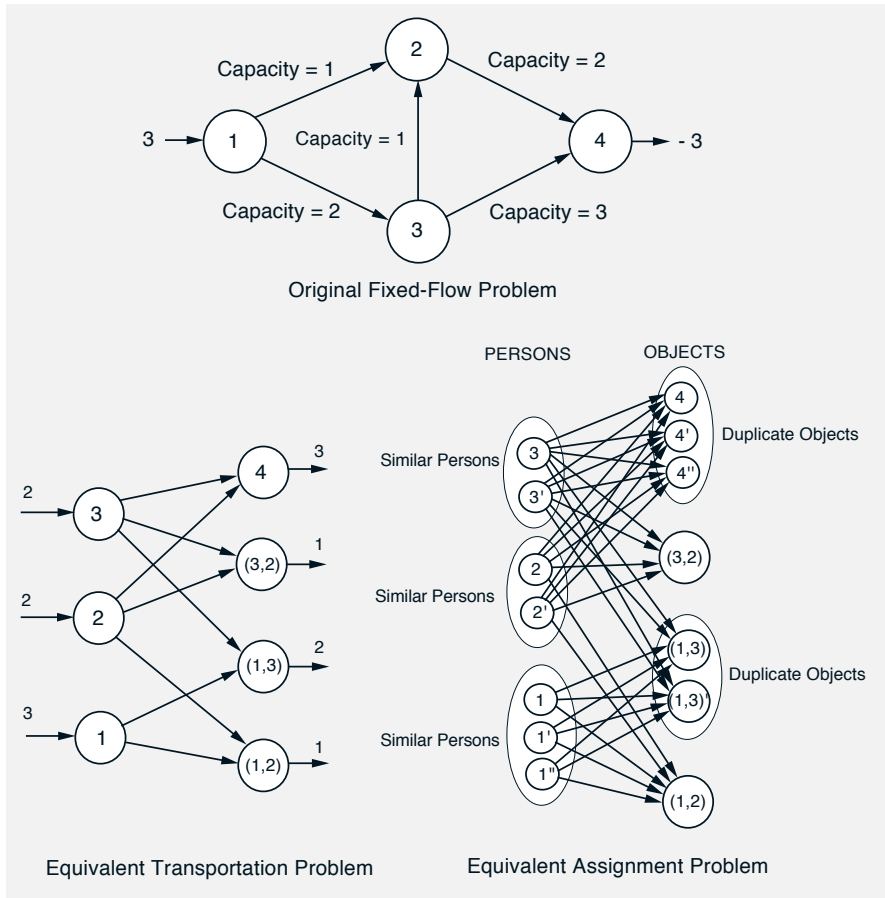 2
Capacity = 1
Capacity = 2
3
1
Capacity = 1
4
- 3
Capacity = 2
Capacity = 3
3
Original Fixed-Flow Problem
3
4
2
3
1
(3,2)
2
2
2
(1,3)
3
1
1
(1,2)
Equivalent Transportation Problem
PERSONS
OBJECTS
4
4'
4''
Duplicate Objects
Similar Persons
3
3'
(3,2)
Similar Persons
2
2'
(1,3)
(1,3)'
Duplicate Objects
Similar Persons
1
1'
1"
(1,2)
Equivalent Assignment Problem